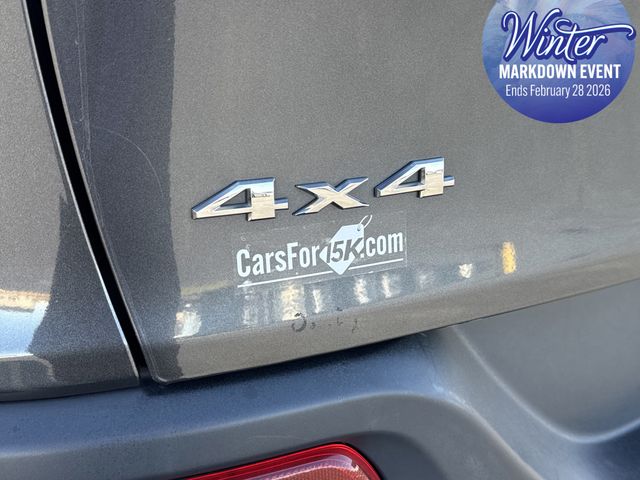 Winter
MARKDOWN EVENT
Ends February 28 2026
4x4
CarsFor15K.com